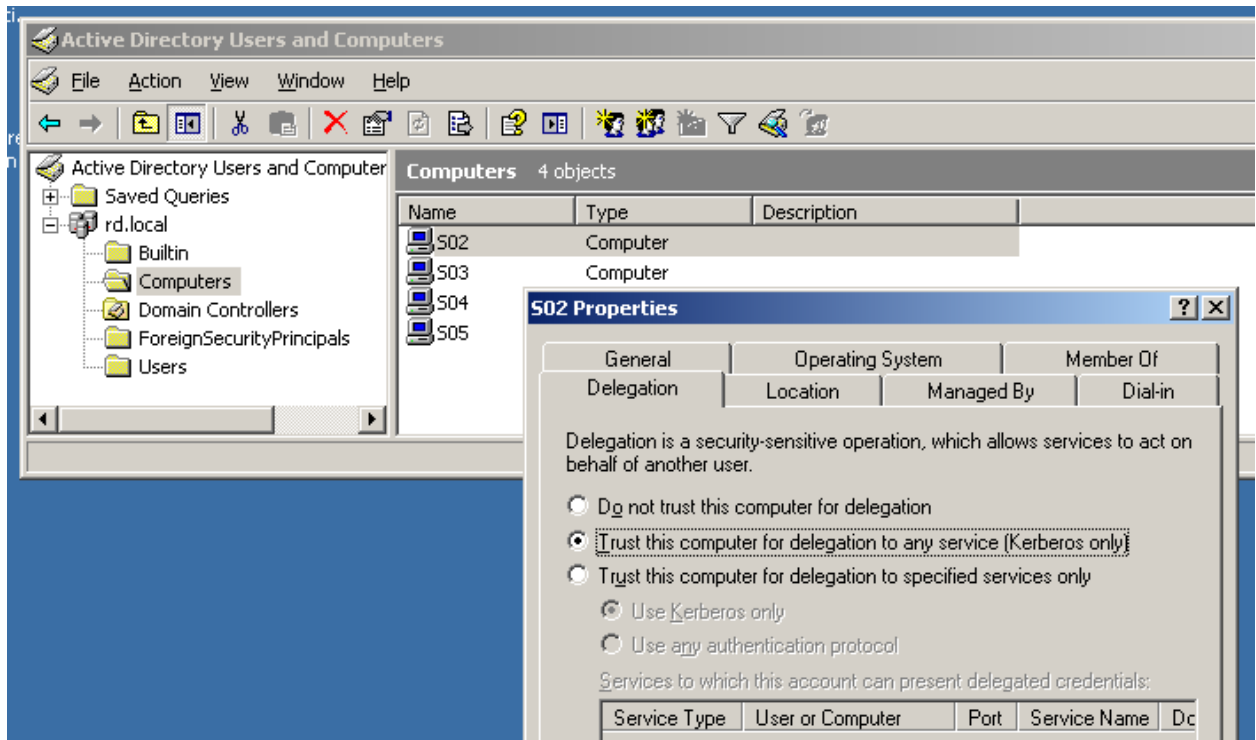 Active Directory Users and Computers
File Action View Window Help
Active Directory Users and Computer
Saved Queries
rd.local
Builtin
Computers
Domain Controllers
ForeignSecurityPrincipals
Users
Computers 4 objects
Name Type Description
S02 Computer
S03 Computer
S04
S05
S02 Properties
General Operating System Member Of
Delegation Location Managed By Dial-in
Delegation is a security-sensitive operation, which allows services to act on
behalf of another user.
Do not trust this computer for delegation
Trust this computer for delegation to any service (Kerberos only)
Trust this computer for delegation to specified services only
Use Kerberos only
Use any authentication protocol
Services to which this account can present delegated credentials:
Service Type User or Computer Port Service Name